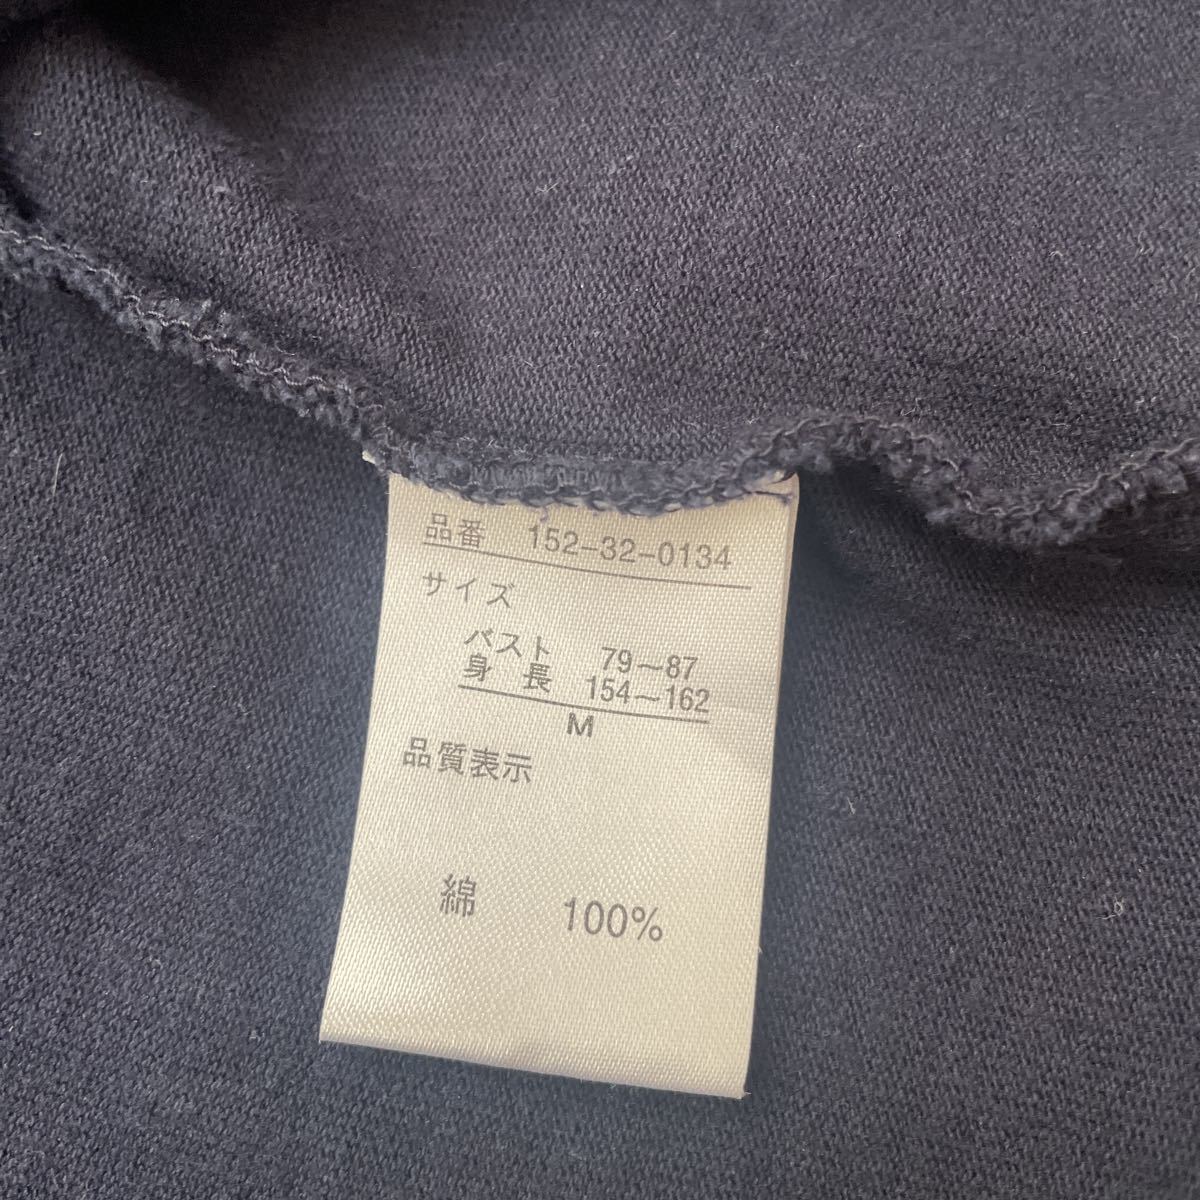 品番 152-32-0134
サイズ
バスト 79～87
身長 154～162
M
品質表示
綿 100%